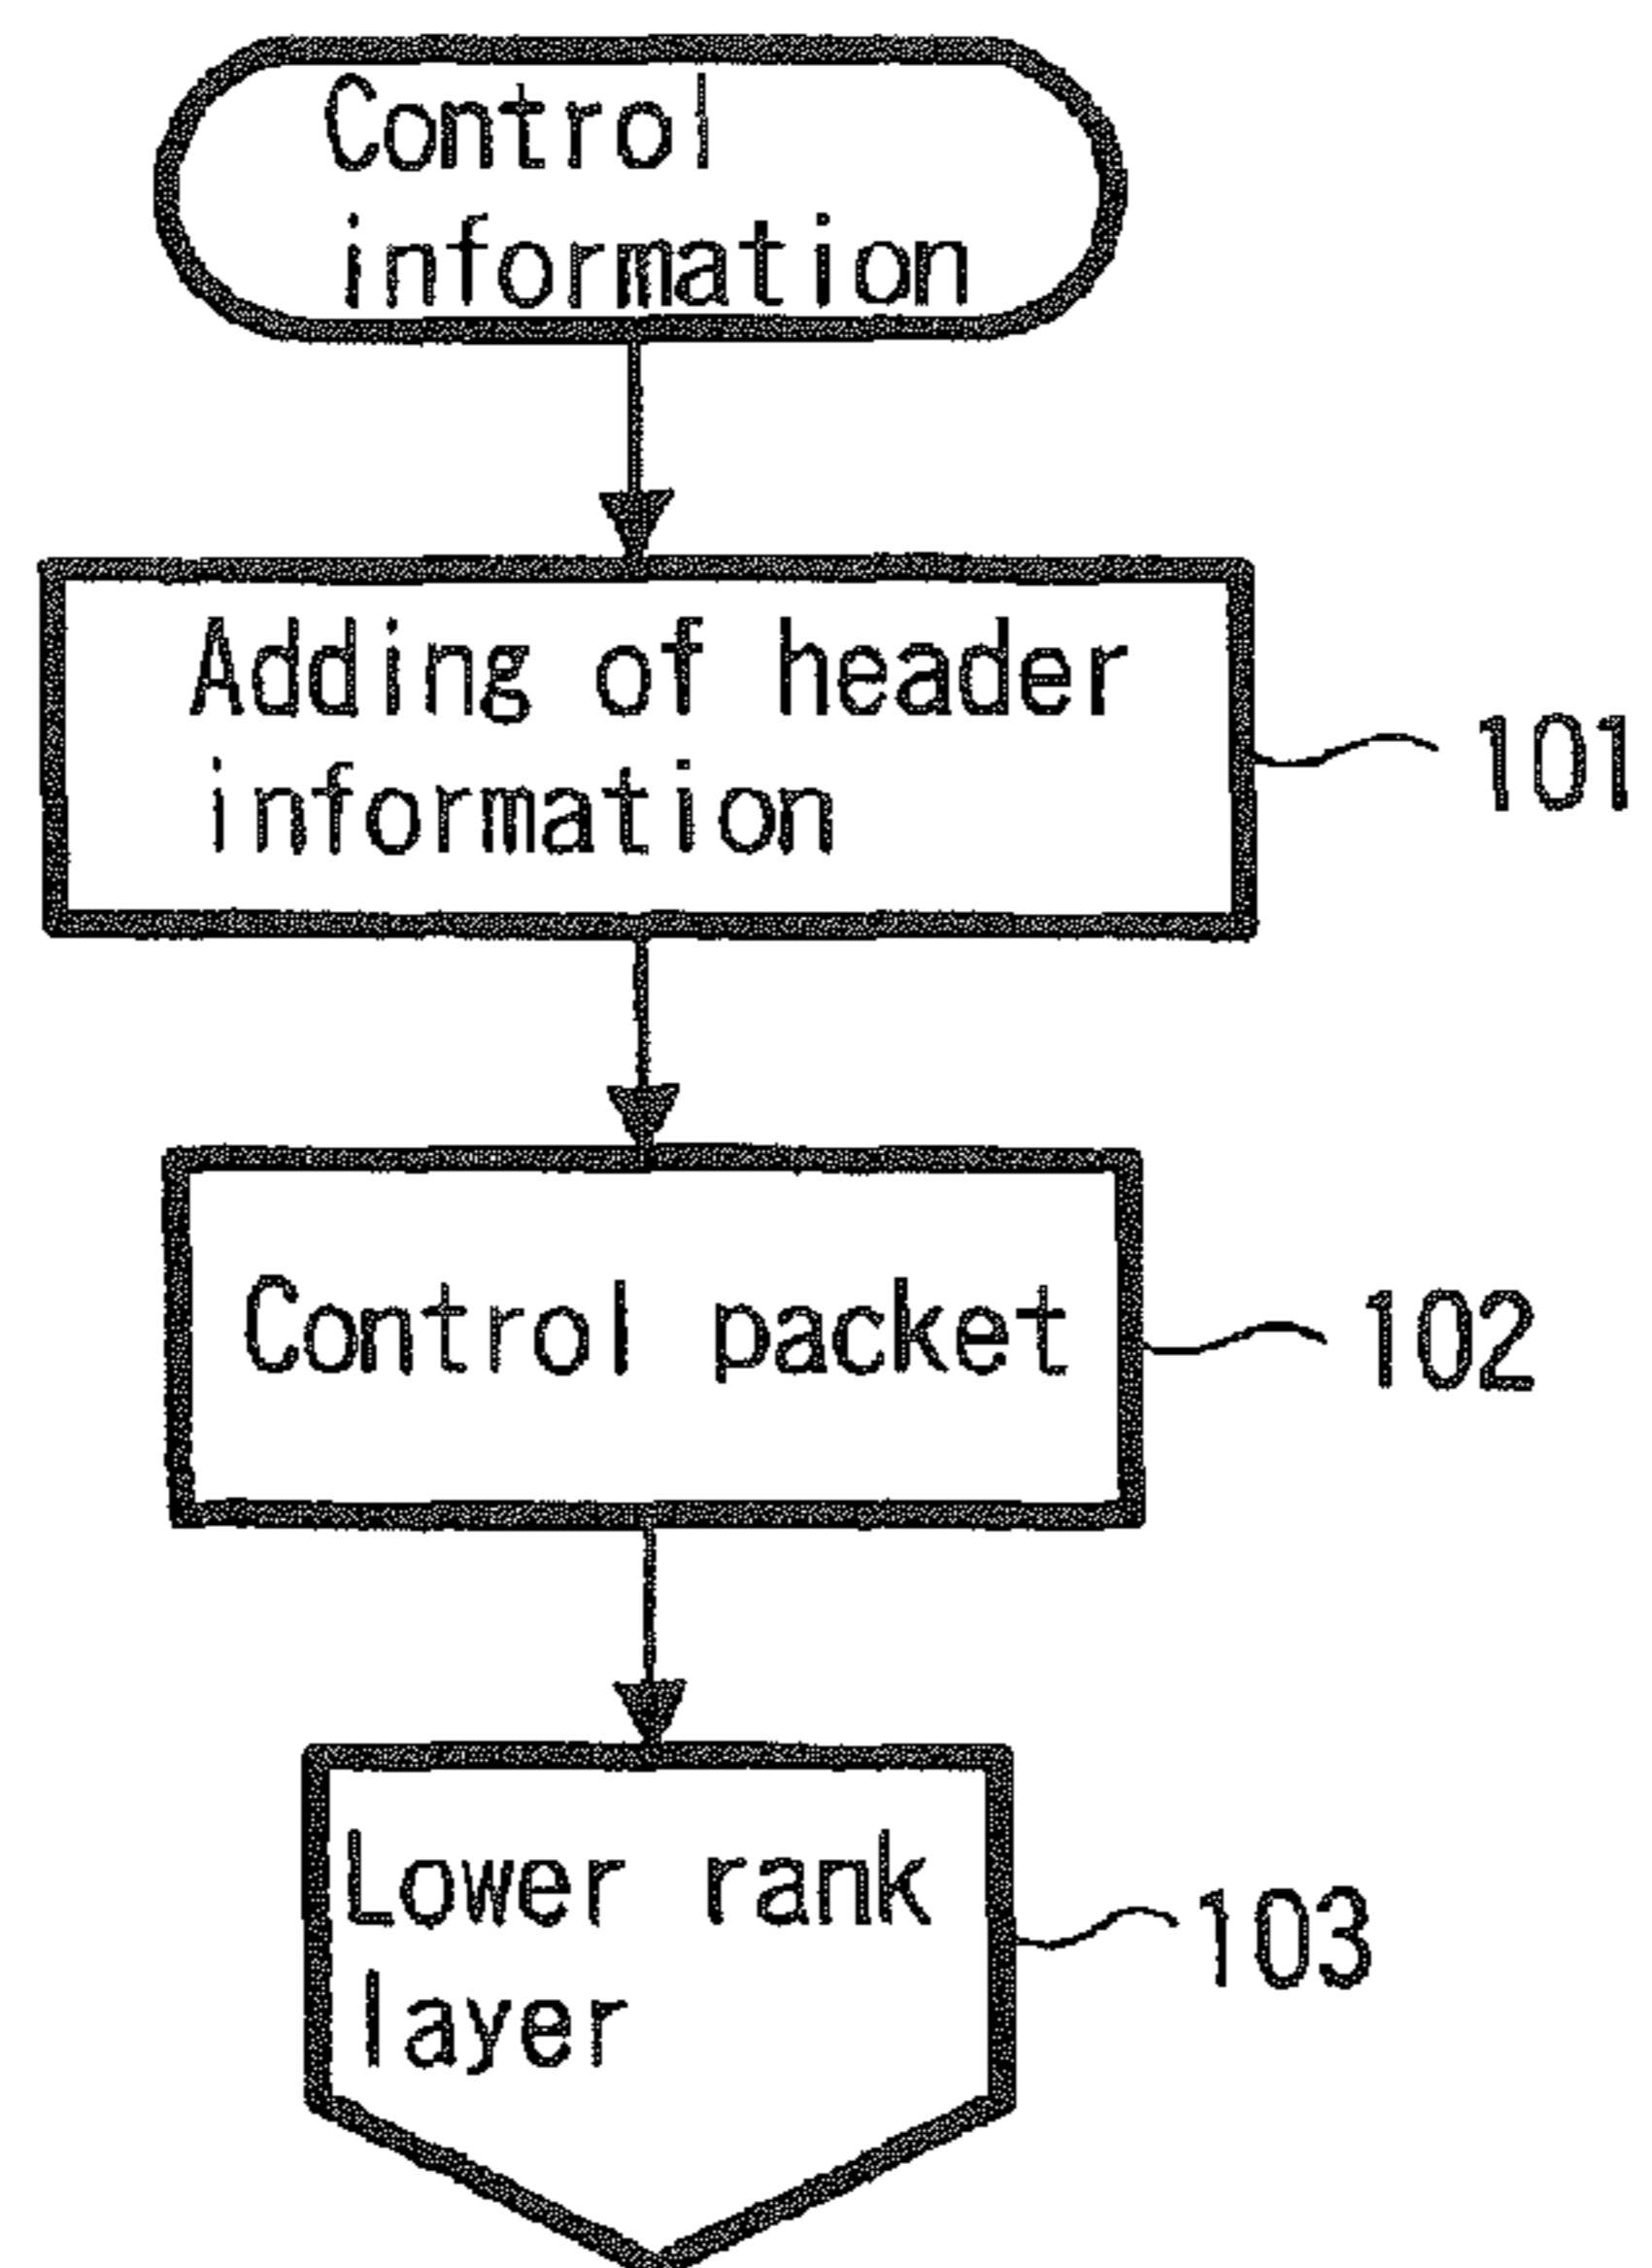 Control
information
Adding of header
information
101
Control packet
102
Lower rank
layer
103